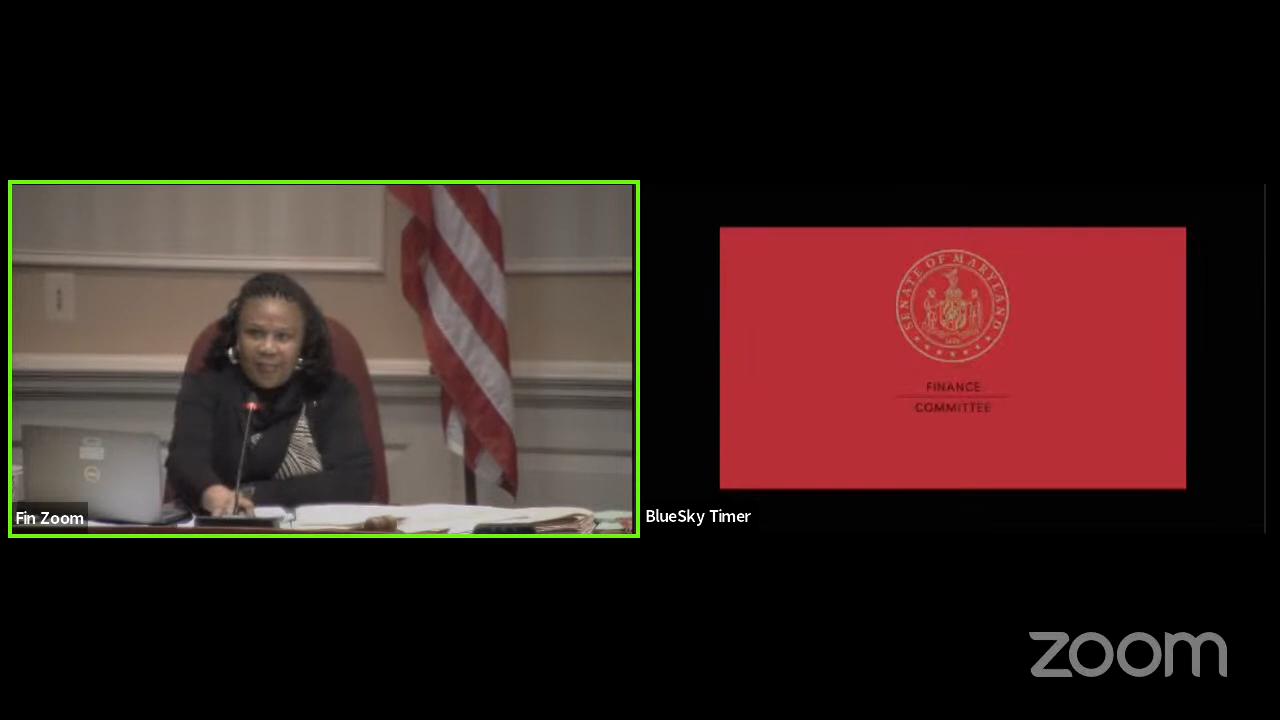 SENATE OF MARYLAND
FINANCE
COMMITTEE
Fin Zoom
BlueSky Timer
zoom